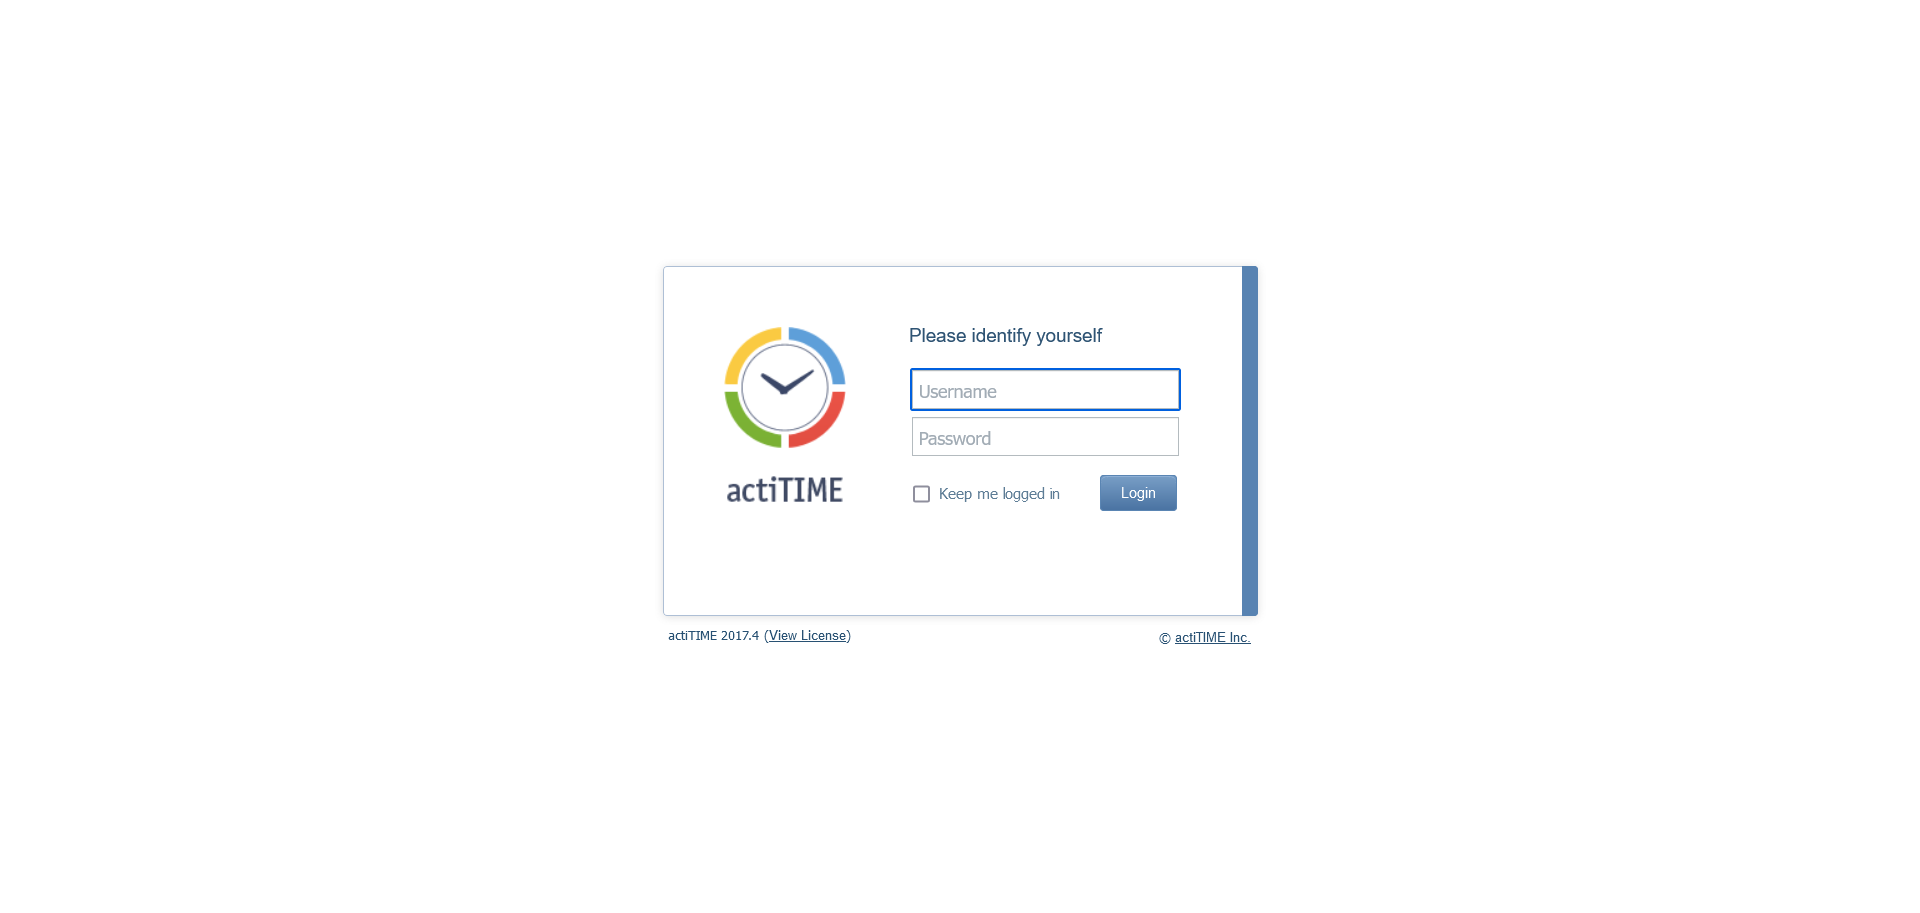 Please identify yourself
Username
Password
actiTIME
Keep me logged in
Login
actiTIME 2017.4 (View License)
© actiTIME Inc.